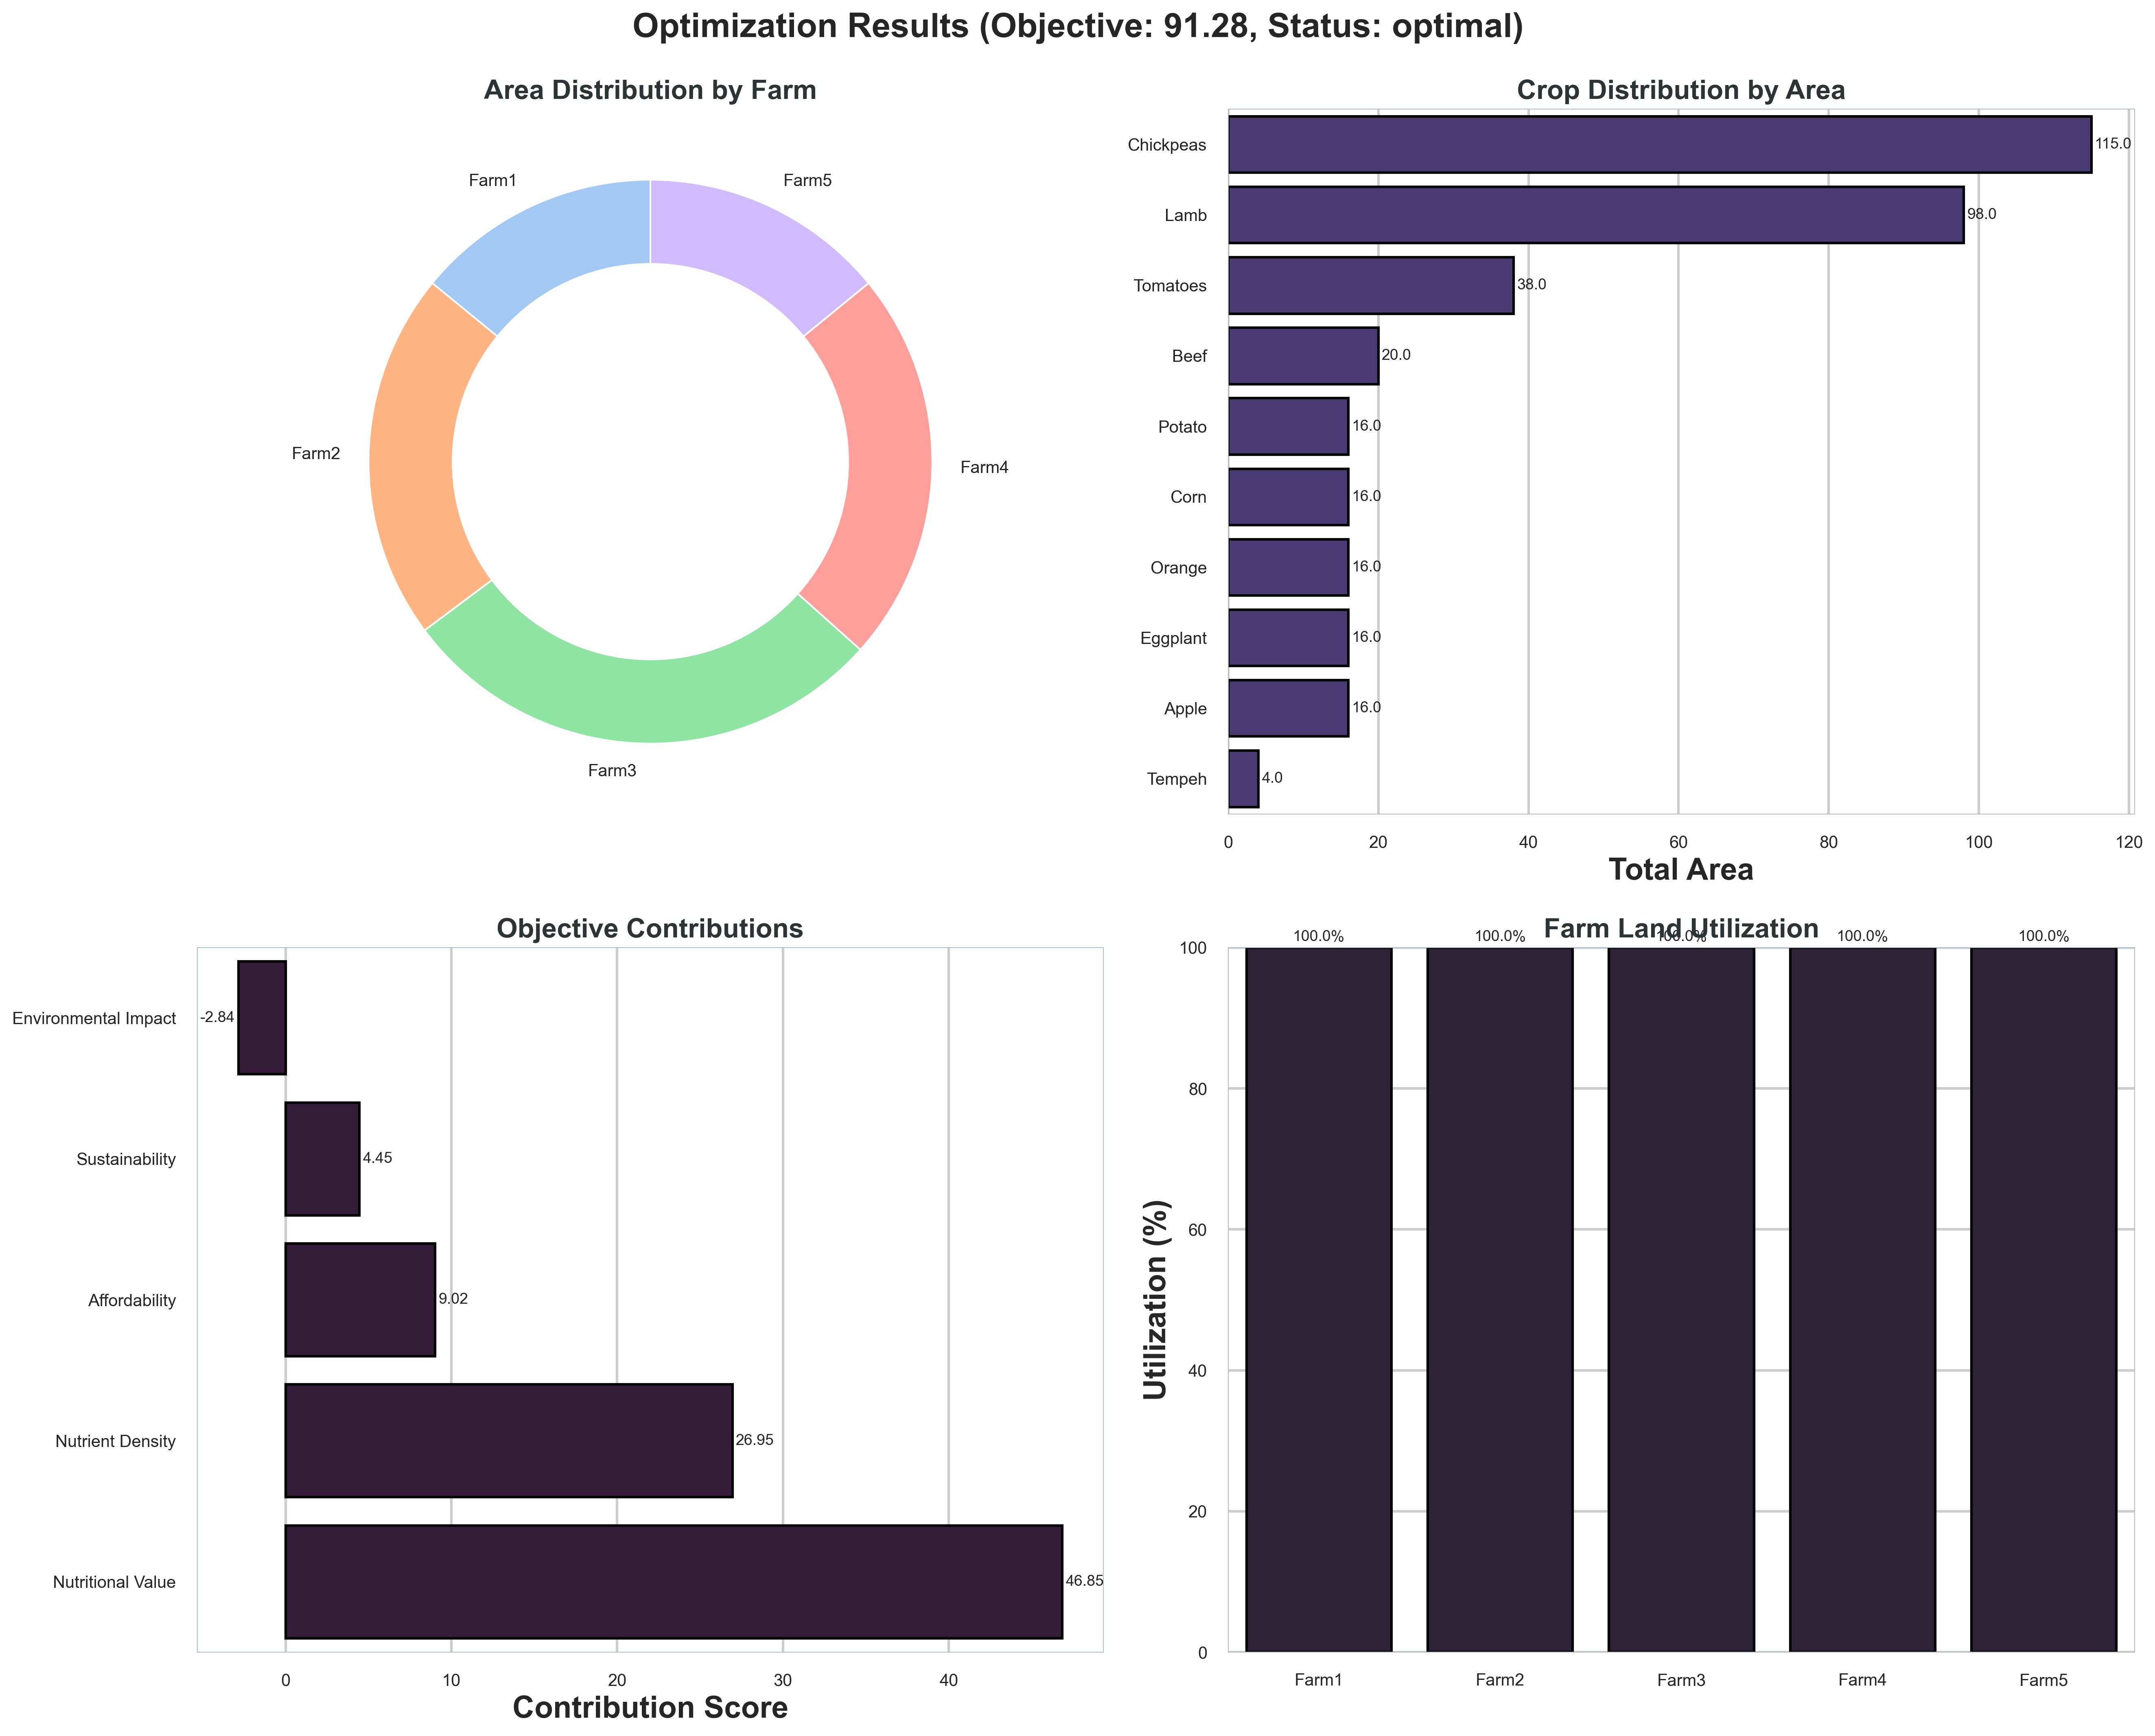 Optimization Results (Objective: 91.28, Status: optimal)
Area Distribution by Farm
Farm1
Farm5
Farm2
Farm4
Farm3
Crop Distribution by Area
Chickpeas
115.0
Lamb
98.0
Tomatoes
38.0
Beef
20.0
Potato
16.0
Corn
16.0
Orange
16.0
Eggplant
16.0
Apple
16.0
Tempeh
4.0
0 20 40 60 80 100 120
Total Area
Objective Contributions
Environmental Impact
-2.84
Sustainability
4.45
Affordability
9.02
Nutrient Density
26.95
Nutritional Value
46.85
0 10 20 30 40
Contribution Score
Farm Land Utilization
100.0% 100.0% 100.0% 100.0% 100.0%
100
80
60
40
20
0
Utilization (%)
Farm1 Farm2 Farm3 Farm4 Farm5